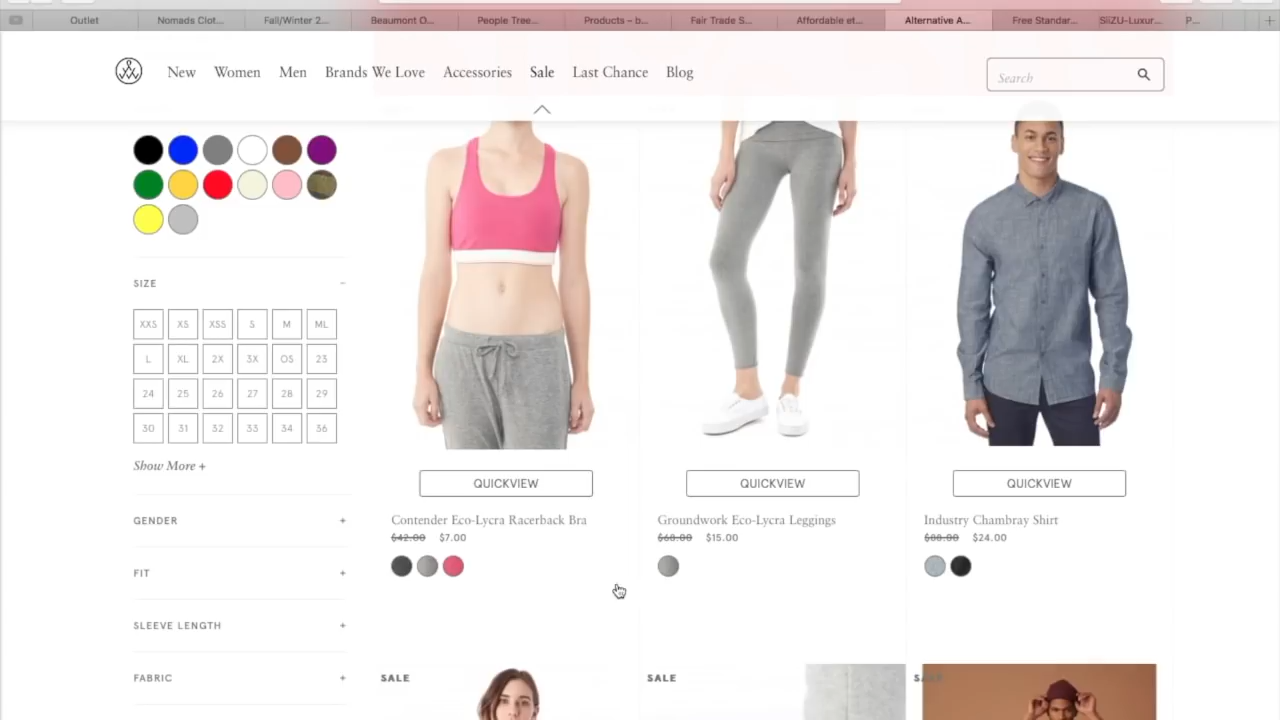 Outlet Nomads Clot... Fall/Winter 2... Beaumont O... People Tree... Products – b... Fair Trade S... Affordable et... Alternative A... Free Standar... SiiZU-Luxur... P...
New Women Men Brands We Love Accessories Sale Last Chance Blog Search
SIZE
XXS XS XSS S M ML
L XL 2X 3X OS 23
24 25 26 27 28 29
30 31 32 33 34 36
Show More +
GENDER
FIT
SLEEVE LENGTH
FABRIC
QUICKVIEW QUICKVIEW QUICKVIEW
Contender Eco-Lycra Racerback Bra Groundwork Eco-Lycra Leggings Industry Chambray Shirt
$42.00 $7.00 $68.00 $15.00 $88.00 $24.00
SALE SALE SALE